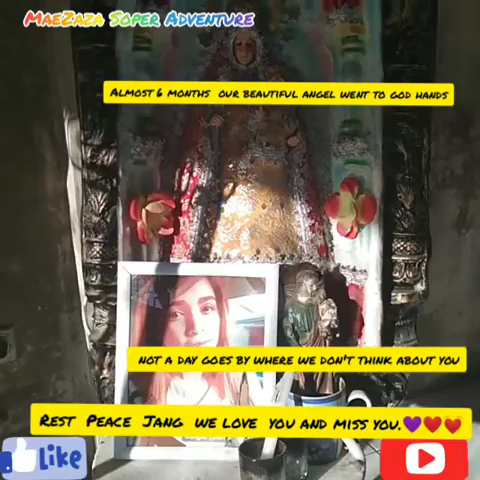 MaeZaza Soper Adventure
Almost 6 months our beautiful angel went to god hands
not a day goes by where we don't think about you
Rest Peace Jang we love you and miss you.💜❤️❤️
Like